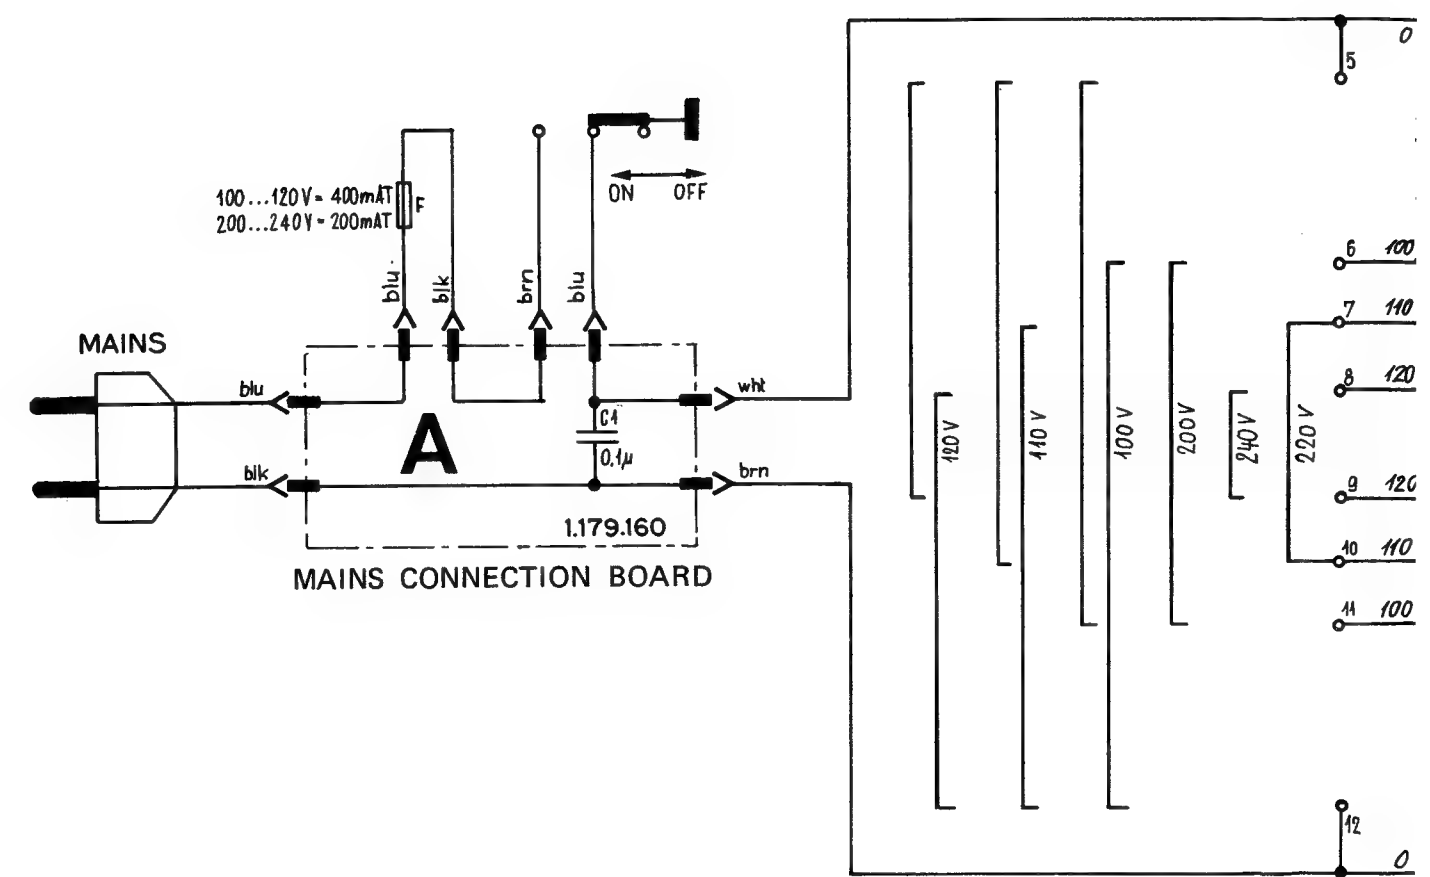 0
5
100...120V= 400mAT
200...240V= 200mAT
F
ON OFF
blu
blk
brn
blu
6 100
7 110
8 120
MAINS
blu
wht
C1
0,1µ
A
blk
brn
1.179.160
MAINS CONNECTION BOARD
120V
110V
100V
200V
240V
220V
9 120
10 110
11 100
12
0